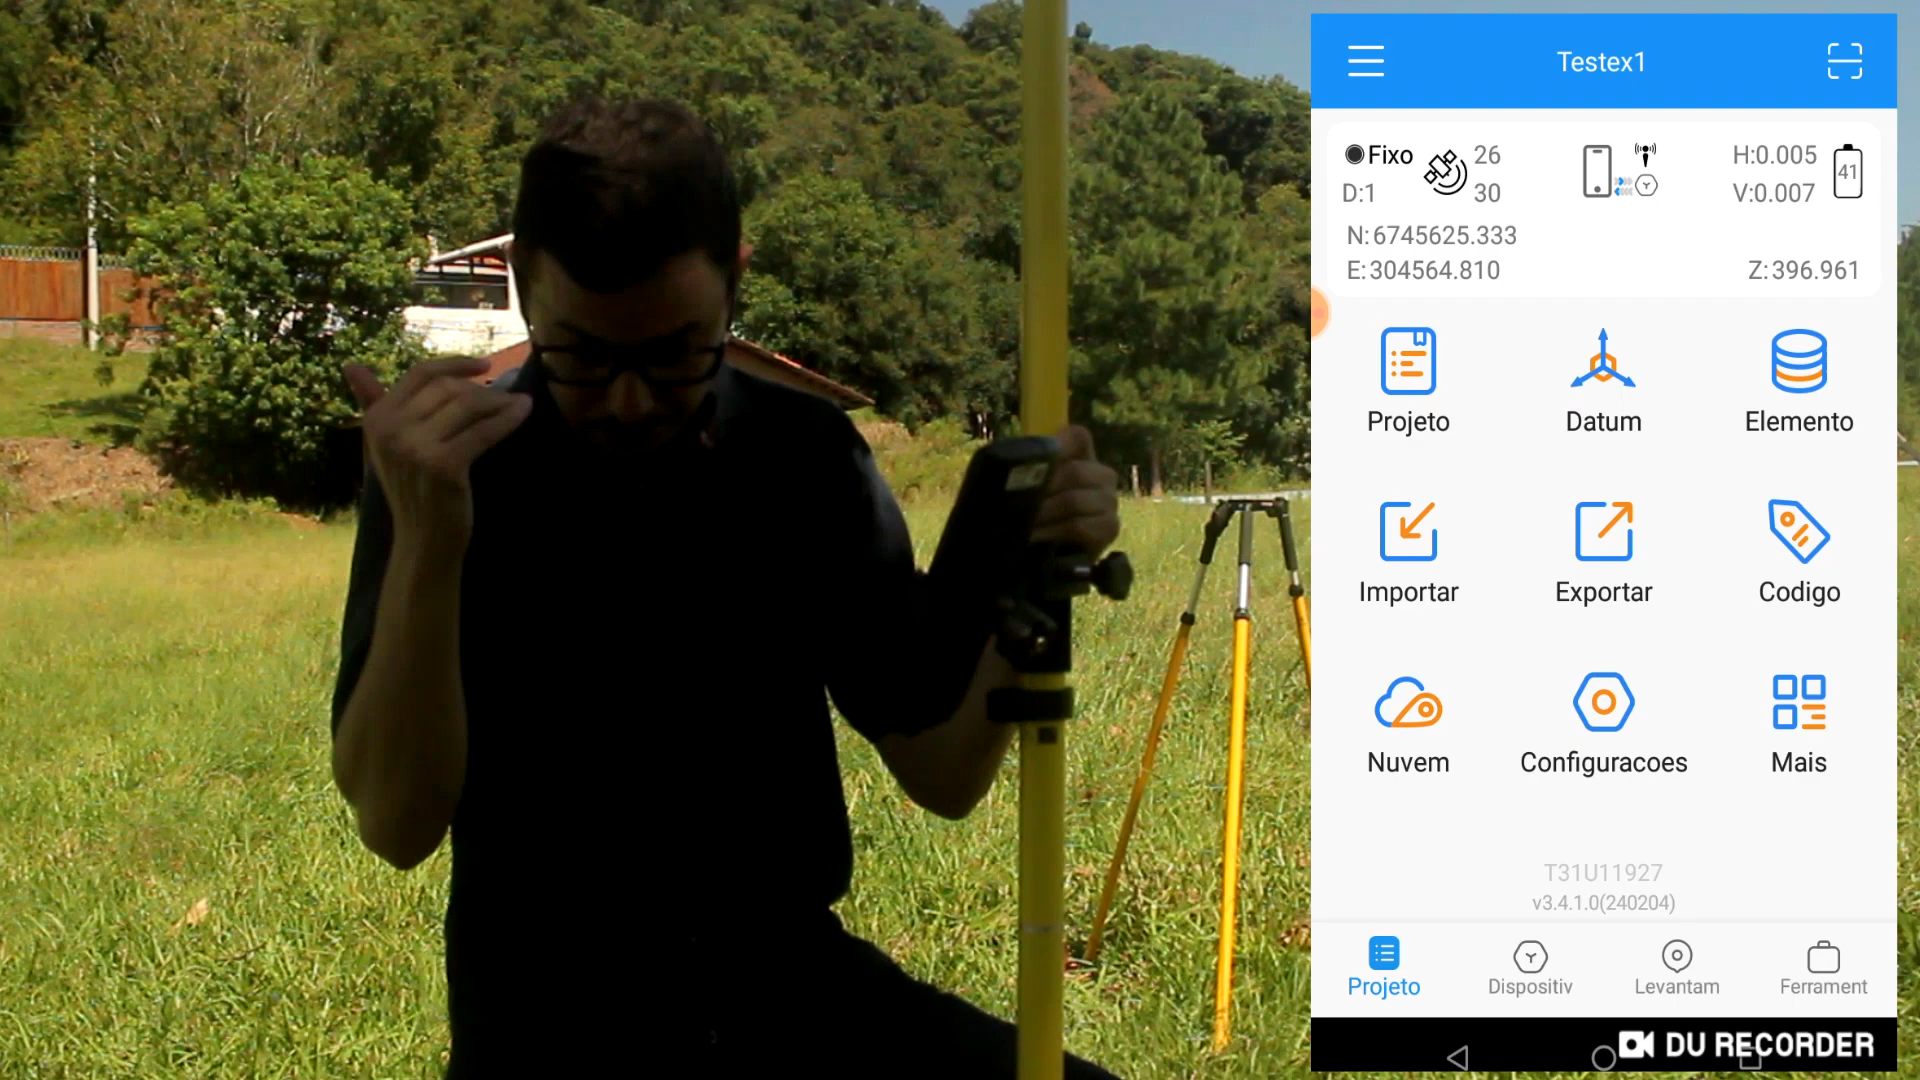 Testex1
Fixo 26 H:0.005 41
D:1 30 V:0.007
N:6745625.333
E:304564.810 Z:396.961
Projeto Datum Elemento
Importar Exportar Codigo
Nuvem Configuracoes Mais
T31U11927
v3.4.1.0(240204)
Projeto Dispositiv Levantam Ferrament
DU RECORDER